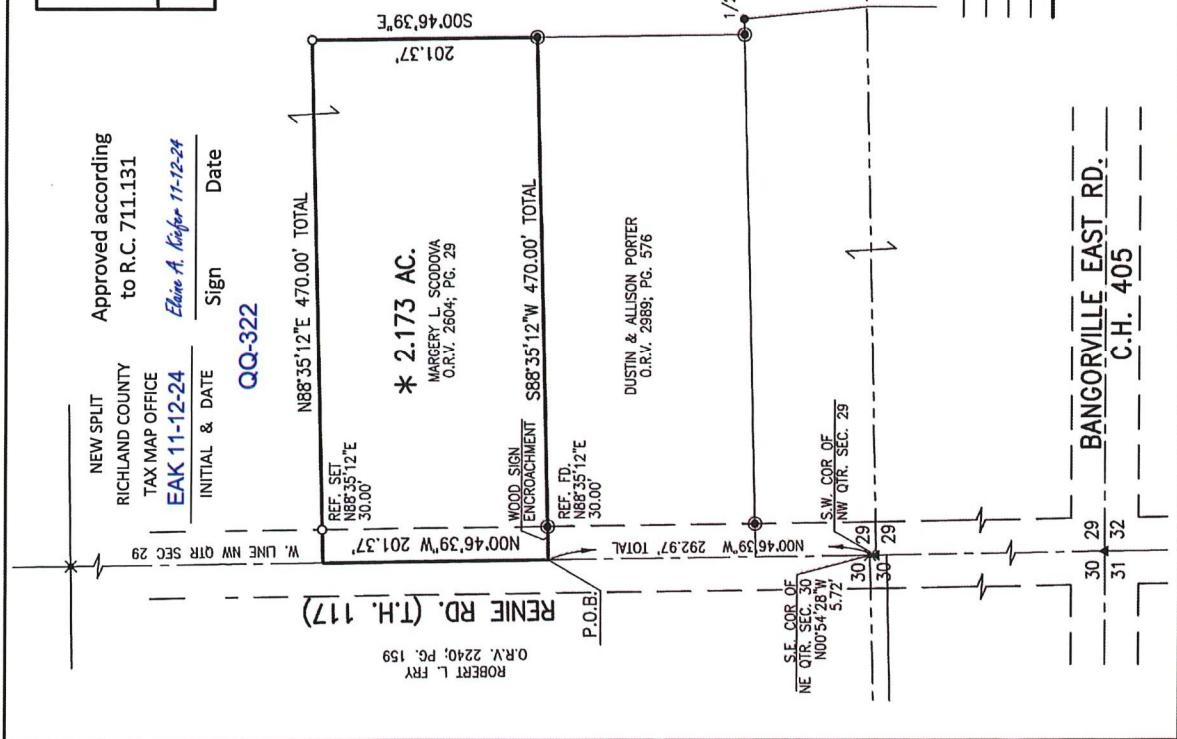 NEW SPLIT
RICHLAND COUNTY
TAX MAP OFFICE
EAK 11-12-24
INITIAL & DATE
Approved according
to R.C. 711.131
Elaine A. Kiefer 11-12-24
Sign Date
QQ-322
N88°35'12"E 470.00' TOTAL
S00°46'39"E
201.37'
REF. SET
N88°35'12"E
30.00'
* 2.173 AC.
MARGERY L. SCODOVA
O.R.V. 2604; PG. 29
WOOD SIGN
ENCROACHMENT
S88°35'12"W 470.00' TOTAL
REF. FD.
N88°35'12"E
30.00'
W. LINE NW QTR SEC 29
N00°46'39"W 201.37'
RENIE RD. (T.H. 117)
ROBERT L. FRY
O.R.V. 2240; PG. 159
P.O.B.
N00°46'39"W 292.97' TOTAL
DUSTIN & ALLISON PORTER
O.R.V. 2989; PG. 576
S.W. COR OF
NW QTR. SEC. 29
S.E. COR OF
NE QTR. SEC. 30
N00°54'28"W
5.72'
30 29
30 29
30 29
31 32
BANGORVILLE EAST RD.
C.H. 405